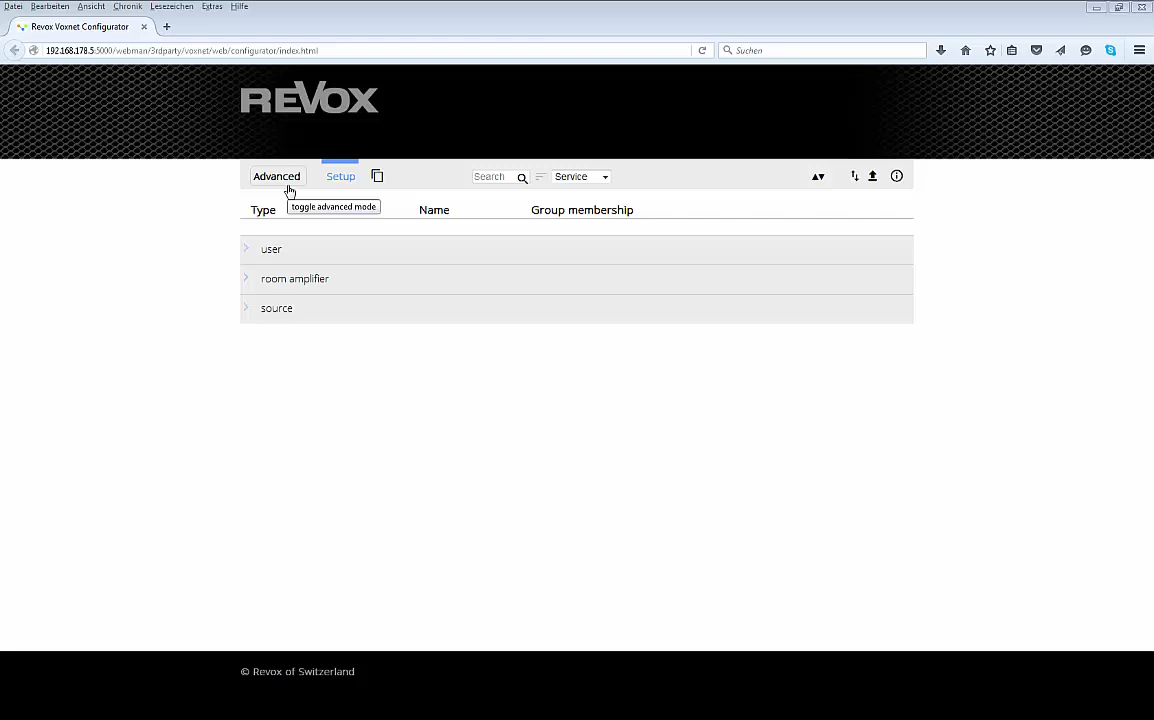 Datei Bearbeiten Ansicht Chronik Lesezeichen Extras Hilfe
Revox Voxnet Configurator
192.168.178.5:5000/webman/3rdparty/voxnet/web/configurator/index.html
Suchen
REVOX
Advanced Setup Search Service
toggle advanced mode
Type Name Group membership
user
room amplifier
source
© Revox of Switzerland